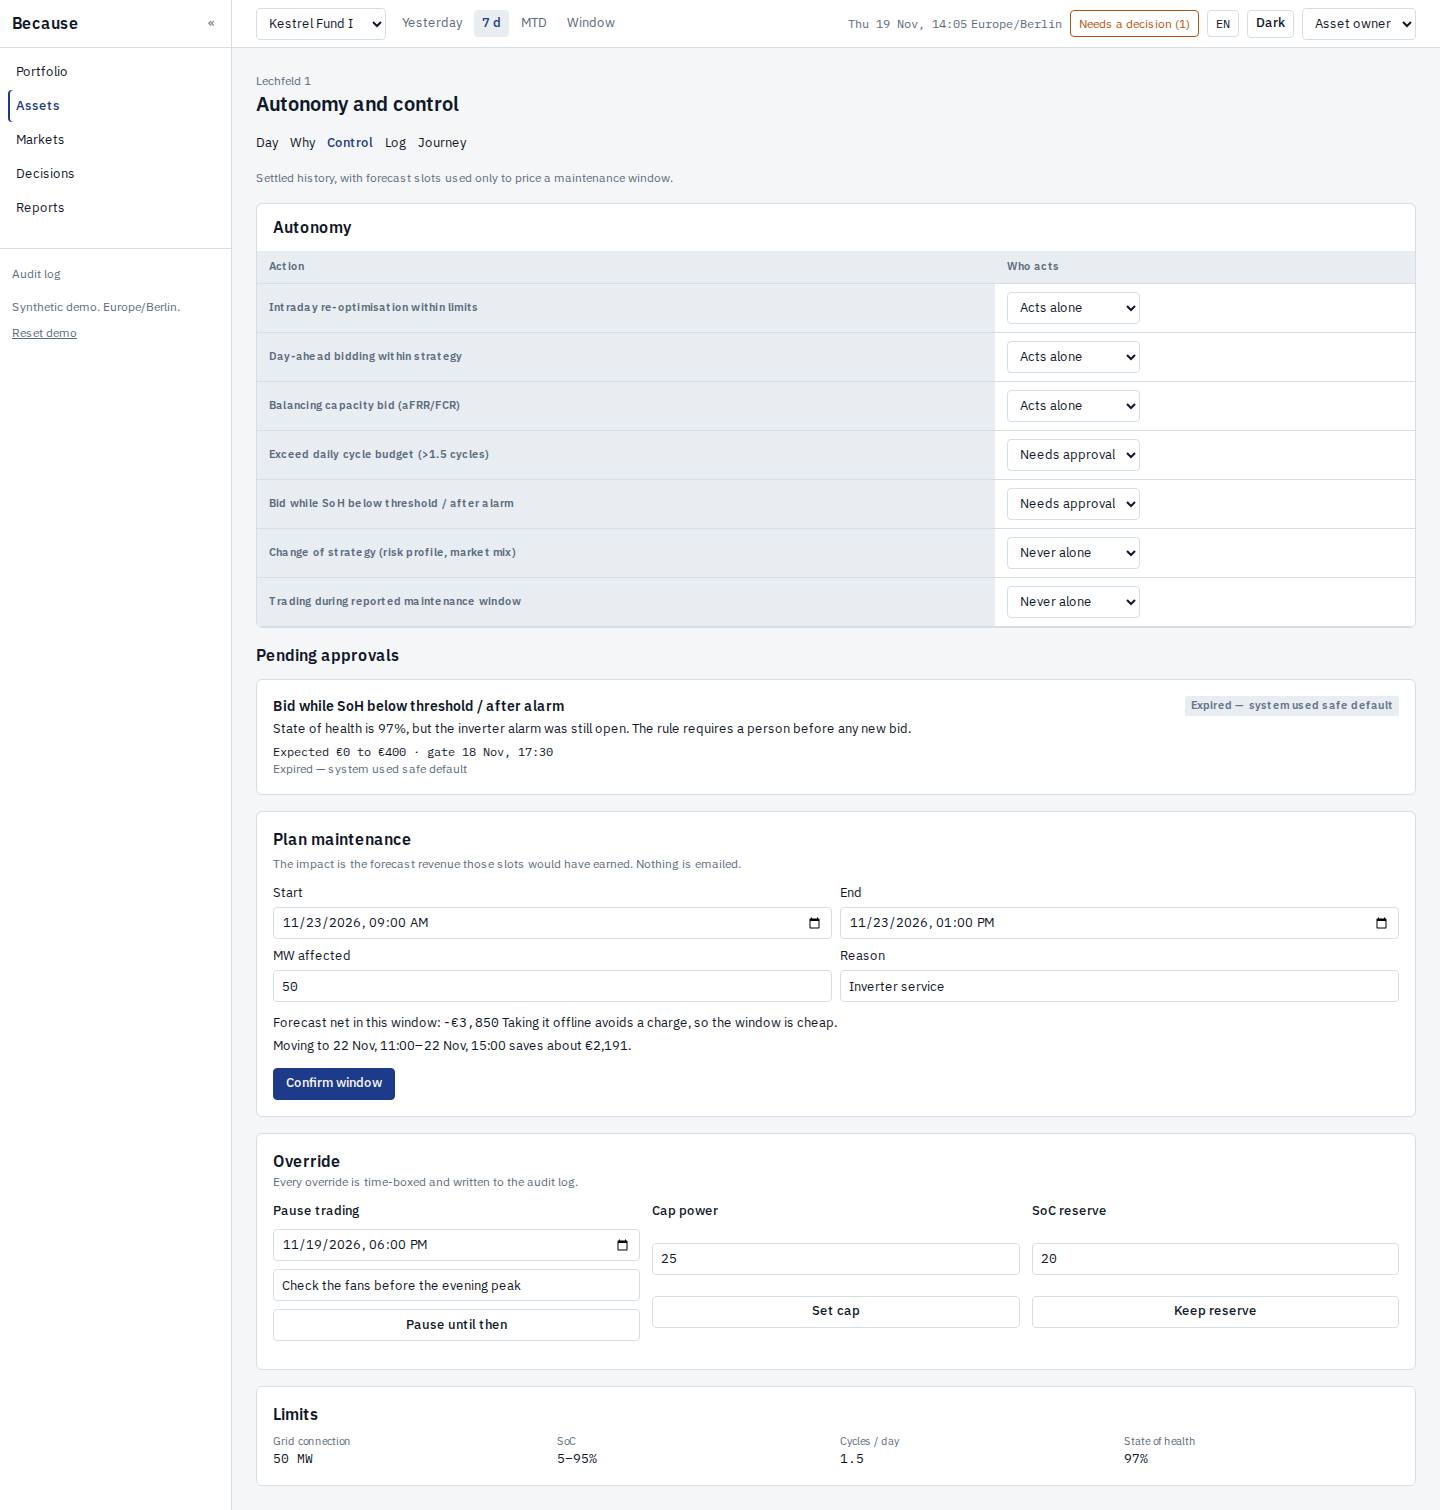 Because «
Kestrel Fund I Yesterday 7 d MTD Window
Thu 19 Nov, 14:05 Europe/Berlin Needs a decision (1) EN Dark Asset owner
Portfolio
Assets
Markets
Decisions
Reports
Audit log
Synthetic demo. Europe/Berlin.
Reset demo
Lechfeld 1
Autonomy and control
Day Why Control Log Journey
Settled history, with forecast slots used only to price a maintenance window.
Autonomy
Action Who acts
Intraday re-optimisation within limits Acts alone
Day-ahead bidding within strategy Acts alone
Balancing capacity bid (aFRR/FCR) Acts alone
Exceed daily cycle budget (>1.5 cycles) Needs approval
Bid while SoH below threshold / after alarm Needs approval
Change of strategy (risk profile, market mix) Never alone
Trading during reported maintenance window Never alone
Pending approvals
Bid while SoH below threshold / after alarm Expired — system used safe default
State of health is 97%, but the inverter alarm was still open. The rule requires a person before any new bid.
Expected €0 to €400 · gate 18 Nov, 17:30
Expired — system used safe default
Plan maintenance
The impact is the forecast revenue those slots would have earned. Nothing is emailed.
Start End
11/23/2026, 09:00 AM 11/23/2026, 01:00 PM
MW affected Reason
50 Inverter service
Forecast net in this window: -€3,850 Taking it offline avoids a charge, so the window is cheap.
Moving to 22 Nov, 11:00–22 Nov, 15:00 saves about €2,191.
Confirm window
Override
Every override is time-boxed and written to the audit log.
Pause trading Cap power SoC reserve
11/19/2026, 06:00 PM 25 20
Check the fans before the evening peak
Pause until then Set cap Keep reserve
Limits
Grid connection SoC Cycles / day State of health
50 MW 5–95% 1.5 97%